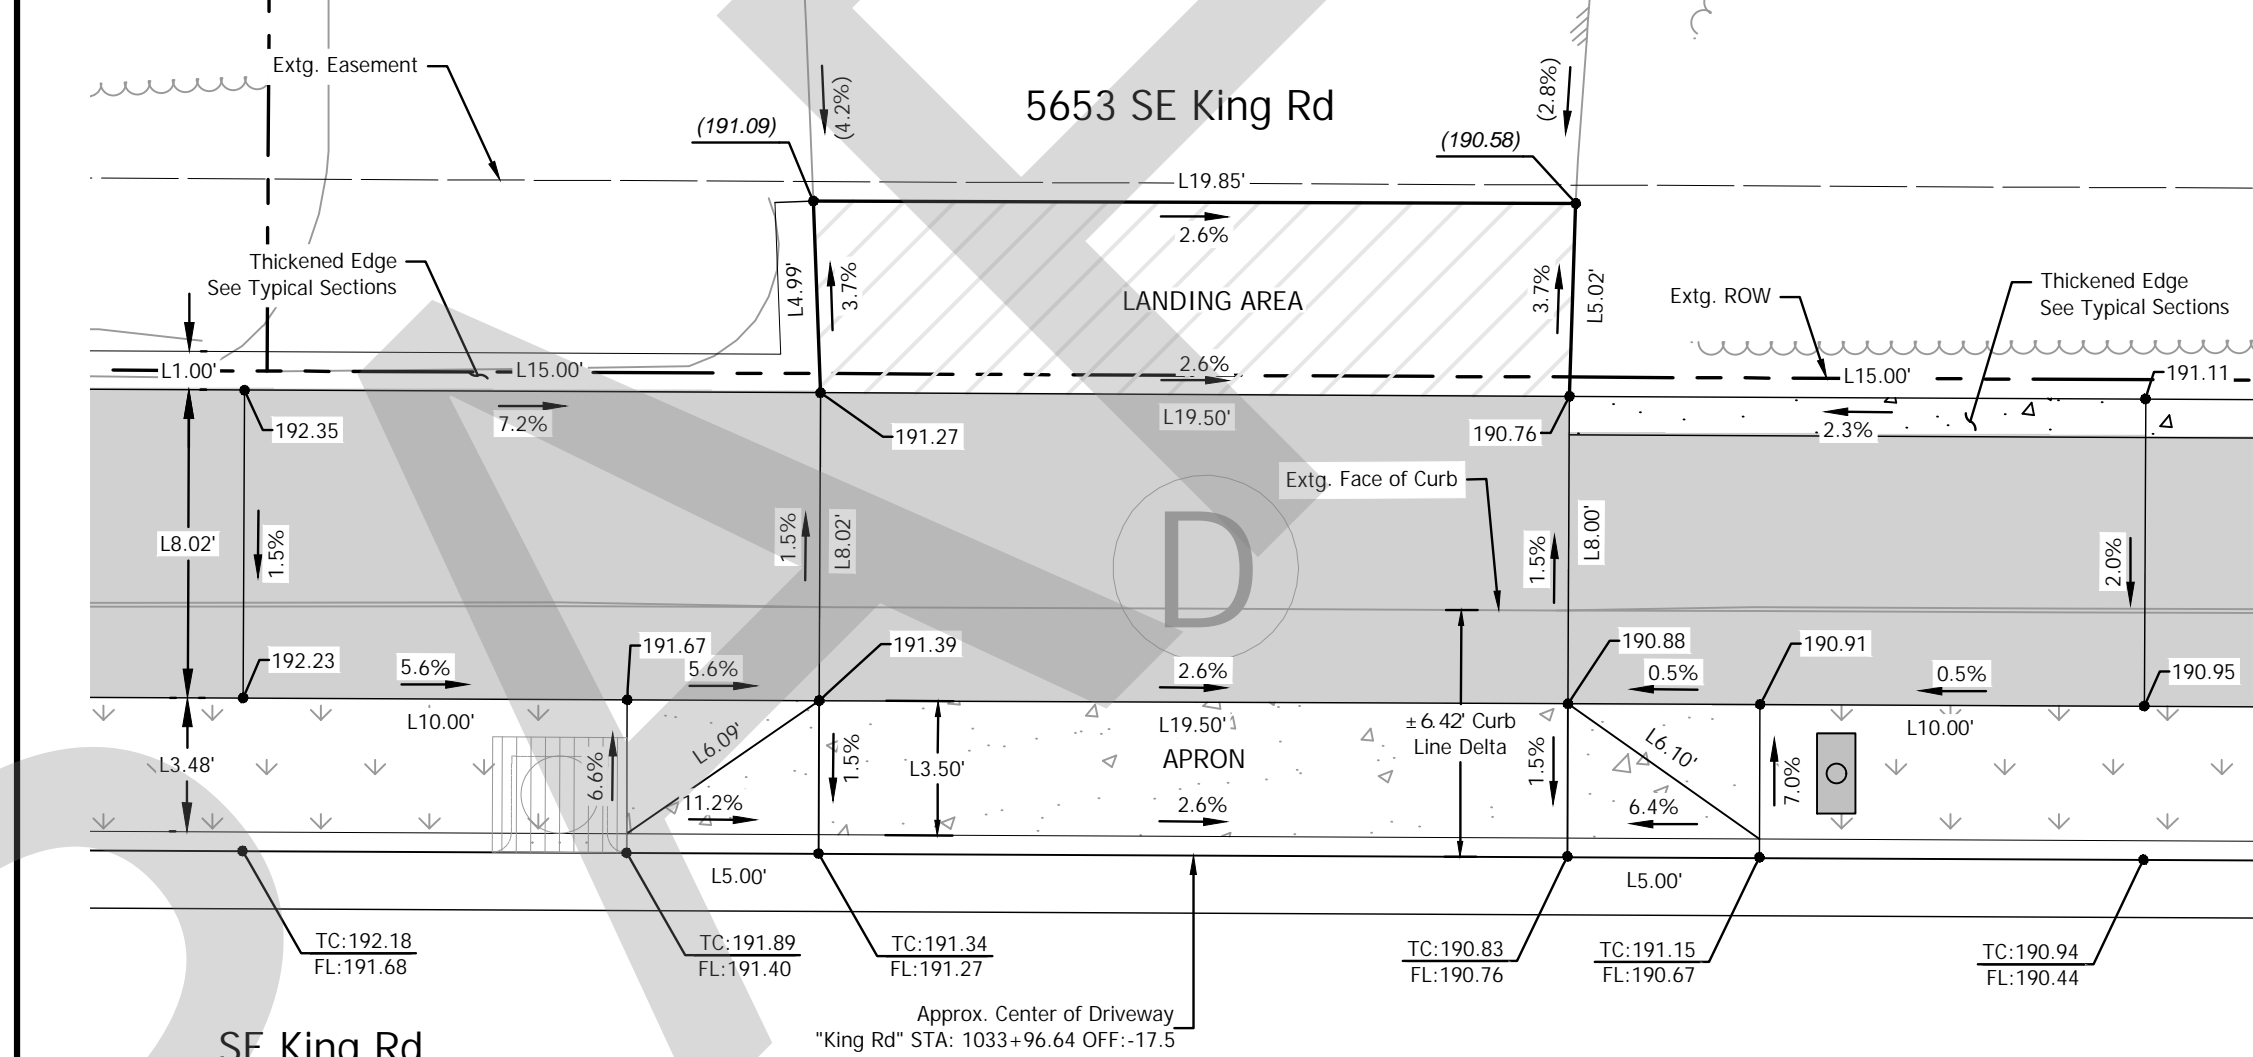 Extg. Easement
(4.2%)
5653 SE King Rd
(2.8%)
(191.09)
(190.58)
L19.85'
2.6%
Thickened Edge
See Typical Sections
L4.99'
3.7%
LANDING AREA
3.7%
L5.02'
Extg. ROW
Thickened Edge
See Typical Sections
L1.00'
L15.00'
2.6%
L15.00'
191.11
192.35
7.2%
191.27
L19.50'
190.76
2.3%
Extg. Face of Curb
L8.02'
1.5%
1.5%
L8.02'
D
1.5%
L8.00'
2.0%
192.23
5.6%
191.67
5.6%
191.39
2.6%
190.88
0.5%
190.91
0.5%
190.95
L3.48'
L10.00'
6.6%
L6.09'
11.2%
1.5%
L3.50'
L19.50'
APRON
2.6%
±6.42' Curb
Line Delta
1.5%
L6.10'
6.4%
7.0%
L10.00'
L5.00'
L5.00'
TC:192.18
FL:191.68
TC:191.89
FL:191.40
TC:191.34
FL:191.27
TC:190.83
FL:190.76
TC:191.15
FL:190.67
TC:190.94
FL:190.44
Approx. Center of Driveway
"King Rd" STA: 1033+96.64 OFF:-17.5
SE King Rd